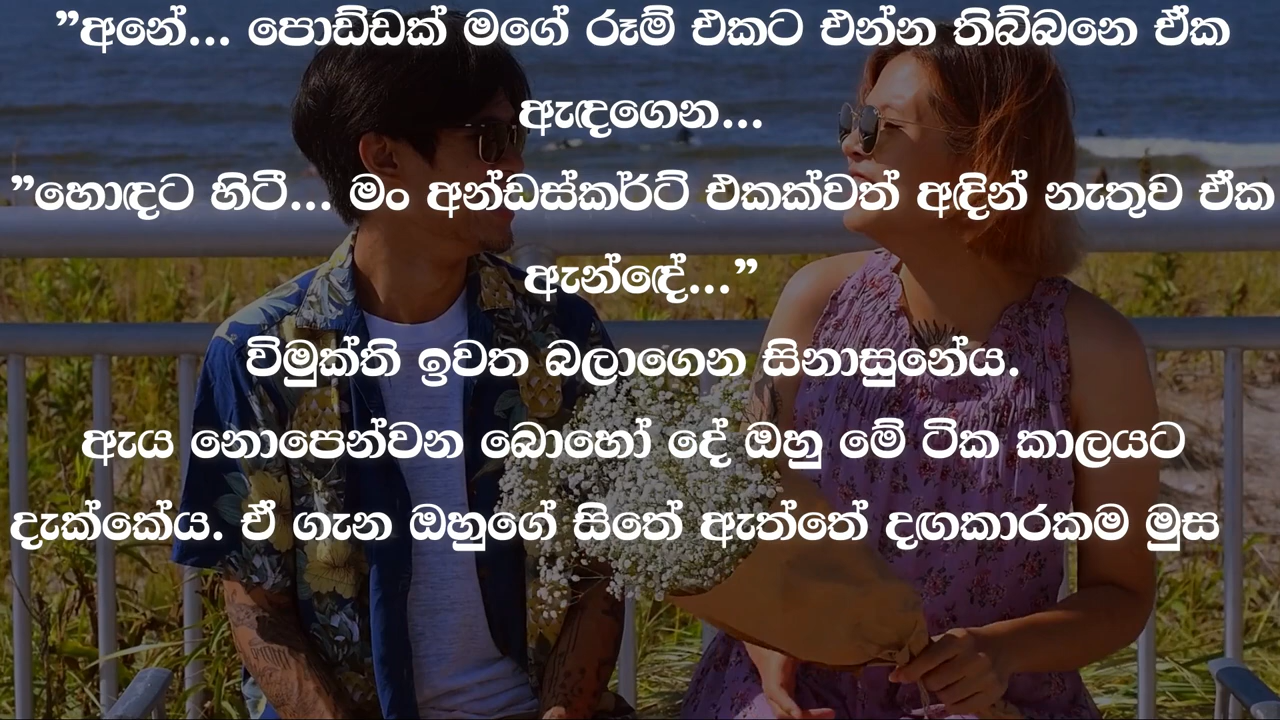 ”අනේ... පොඩ්ඩක් මගේ රූම් එකට එන්න තිබ්බනෙ ඒක
ඇඳගෙන...
”හොඳට හිටී... මං අන්ඩස්කර්ට් එකක්වත් අඳින් නැතුව ඒක
ඇන්ඳේ...”
විමුක්ති ඉවත බලාගෙන සිනාසුනේය.
ඇය නොපෙන්වන බොහෝ දේ ඔහු මේ ටික කාලයට
දැක්කේය. ඒ ගැන ඔහුගේ සිතේ ඇත්තේ දඟකාරකම මුස